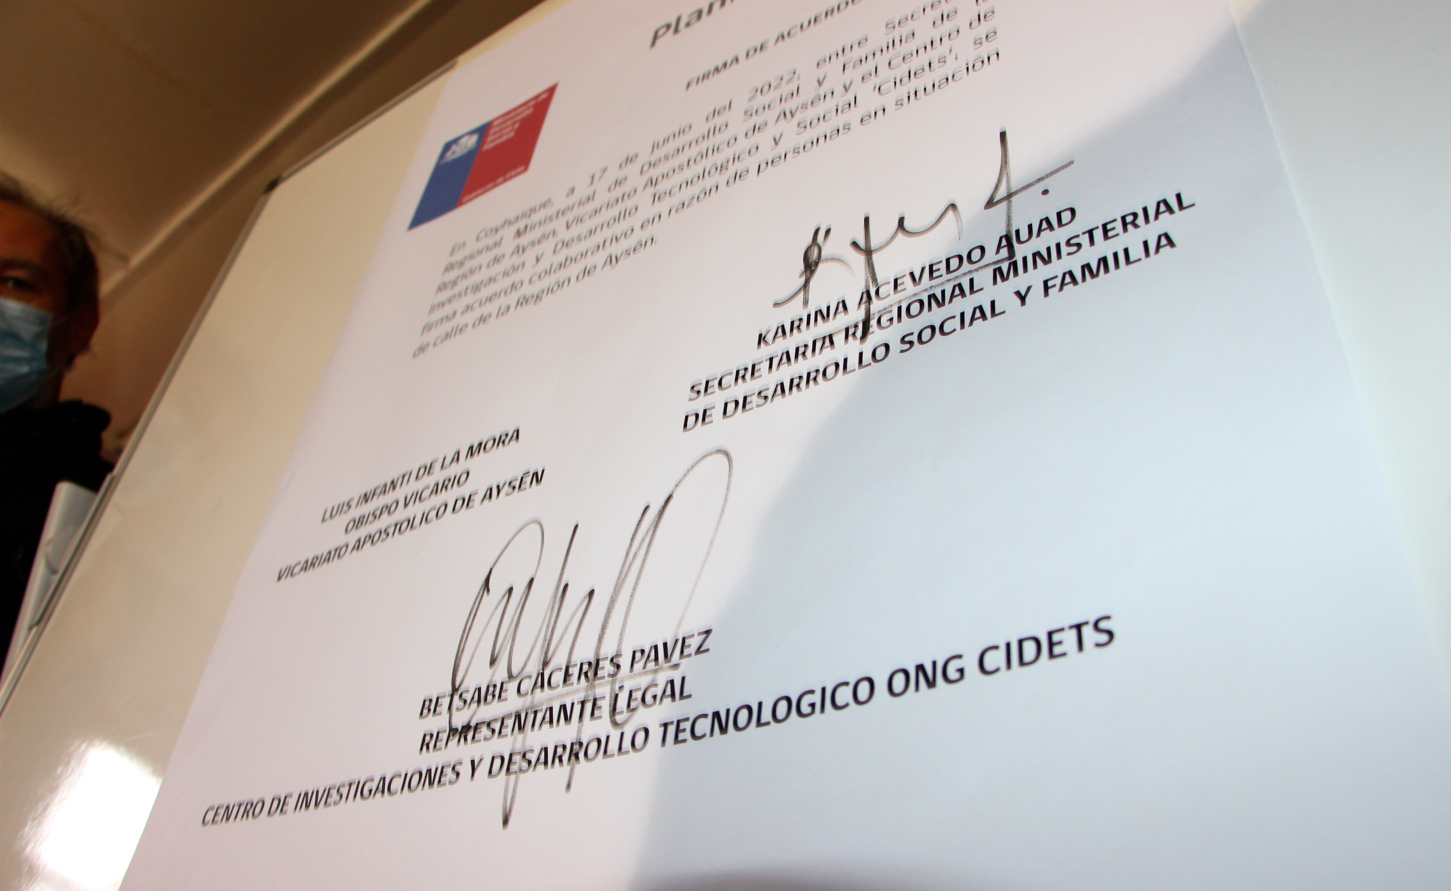 Plan
FIRMA DE ACUERDO
En Coyhaique, a 17 de junio del 2022, entre Secret
Regional Ministerial de Desarrollo Social y Familia de l
Región de Aysén, Vicariato Apostólico de Aysén y el Centro de
Investigación y Desarrollo Tecnológico y Social 'Cidets', se
firma acuerdo colaborativo en razón de personas en situación
de calle de la Región de Aysén.
KARINA ACEVEDO AUAD
SECRETARIA REGIONAL MINISTERIAL
DE DESARROLLO SOCIAL Y FAMILIA
LUIS INFANTI DE LA MORA
OBISPO VICARIO
VICARIATO APOSTOLICO DE AYSÉN
BETSABE CACERES PAVEZ
REPRESENTANTE LEGAL
CENTRO DE INVESTIGACIONES Y DESARROLLO TECNOLOGICO ONG CIDETS